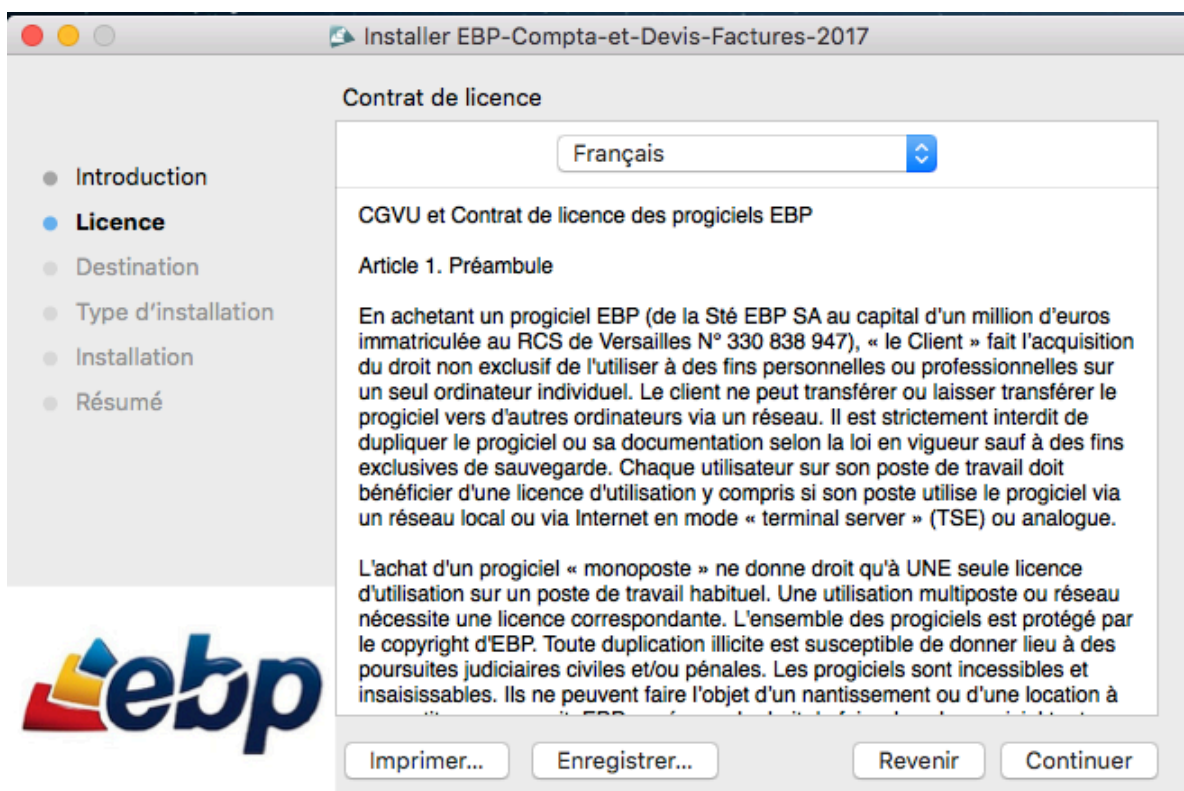 Installer EBP-Compta-et-Devis-Factures-2017
Contrat de licence
Français
Introduction
Licence
Destination
Type d’installation
Installation
Résumé
CGVU et Contrat de licence des progiciels EBP
Article 1. Préambule
En achetant un progiciel EBP (de la Sté EBP SA au capital d'un million d'euros
immatriculée au RCS de Versailles N° 330 838 947), « le Client » fait l'acquisition
du droit non exclusif de l'utiliser à des fins personnelles ou professionnelles sur
un seul ordinateur individuel. Le client ne peut transférer ou laisser transférer le
progiciel vers d'autres ordinateurs via un réseau. Il est strictement interdit de
dupliquer le progiciel ou sa documentation selon la loi en vigueur sauf à des fins
exclusives de sauvegarde. Chaque utilisateur sur son poste de travail doit
bénéficier d'une licence d'utilisation y compris si son poste utilise le progiciel via
un réseau local ou via Internet en mode « terminal server » (TSE) ou analogue.
L'achat d'un progiciel « monoposte » ne donne droit qu'à UNE seule licence
d'utilisation sur un poste de travail habituel. Une utilisation multiposte ou réseau
nécessite une licence correspondante. L'ensemble des progiciels est protégé par
le copyright d'EBP. Toute duplication illicite est susceptible de donner lieu à des
poursuites judiciaires civiles et/ou pénales. Les progiciels sont incessibles et
insaisissables. Ils ne peuvent faire l'objet d'un nantissement ou d'une location à
ebp
Imprimer...
Enregistrer...
Revenir
Continuer